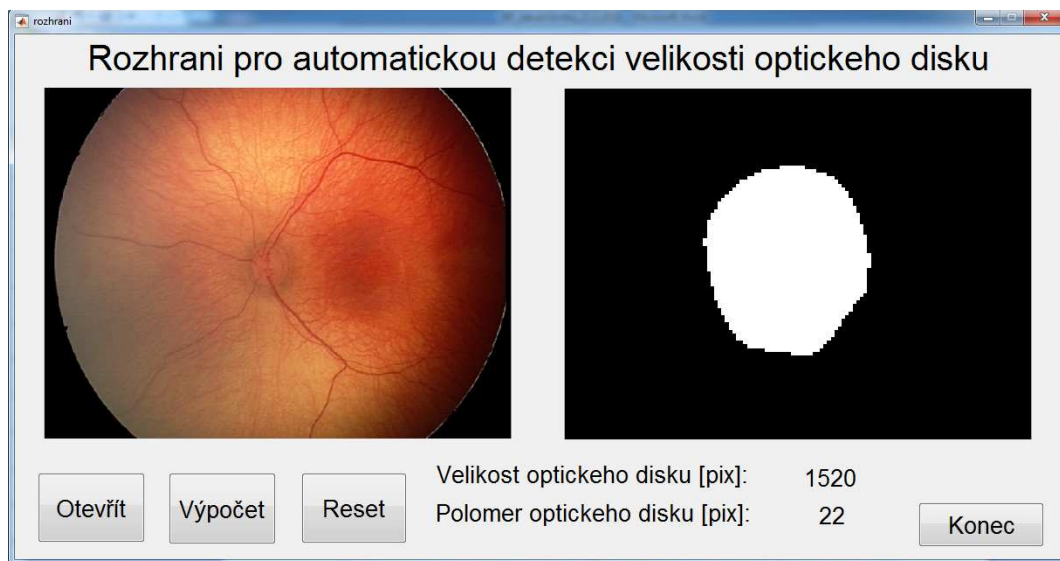 rozhrani
Rozhrani pro automatickou detekci velikosti optickeho disku
Velikost optickeho disku [pix]: 1520
Polomer optickeho disku [pix]: 22
Otevřít Výpočet Reset Konec